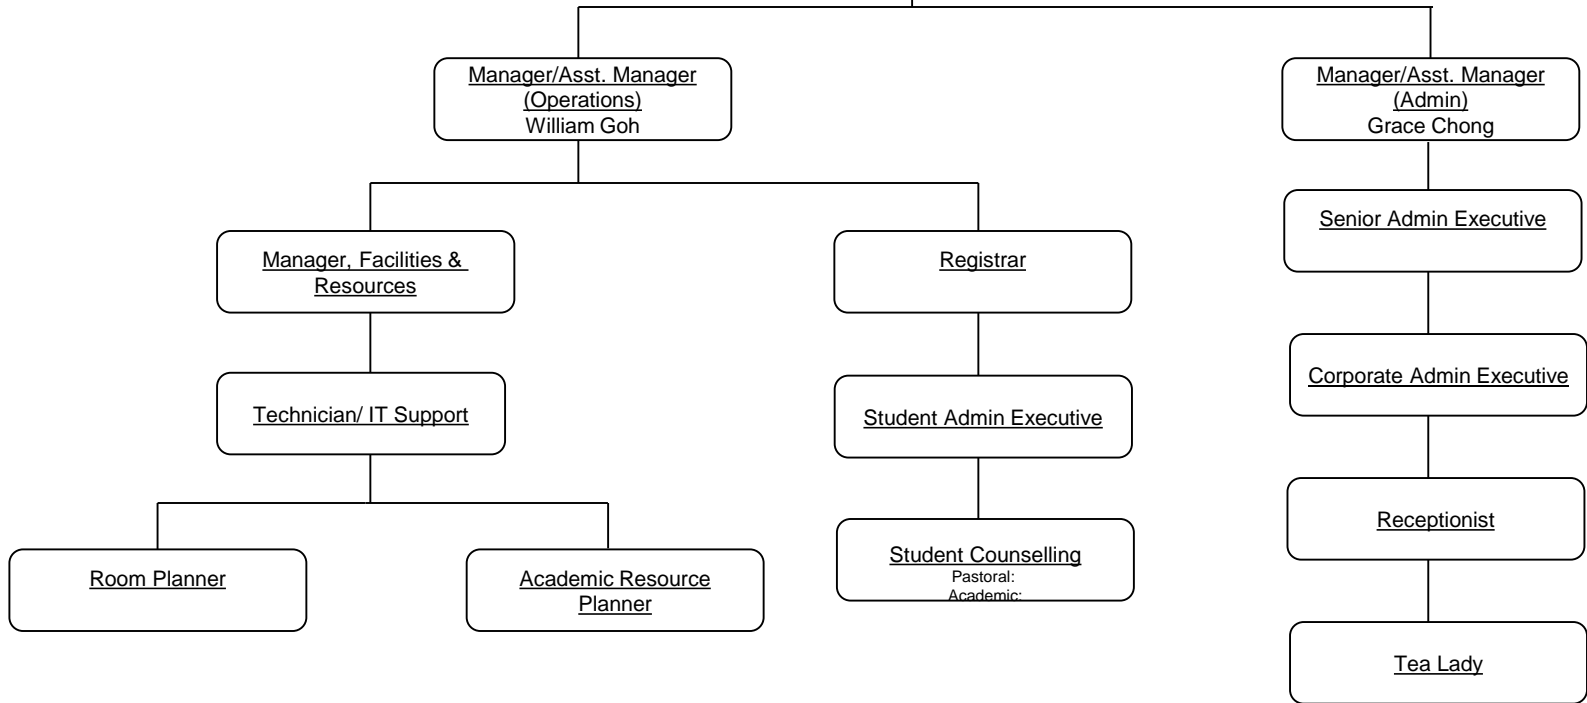 Manager/Asst. Manager
(Operations)
William Goh
Manager/Asst. Manager
(Admin)
Grace Chong
Senior Admin Executive
Manager, Facilities &
Resources
Registrar
Corporate Admin Executive
Technician/ IT Support
Student Admin Executive
Receptionist
Room Planner
Academic Resource
Planner
Student Counselling
Pastoral:
Academic:
Tea Lady